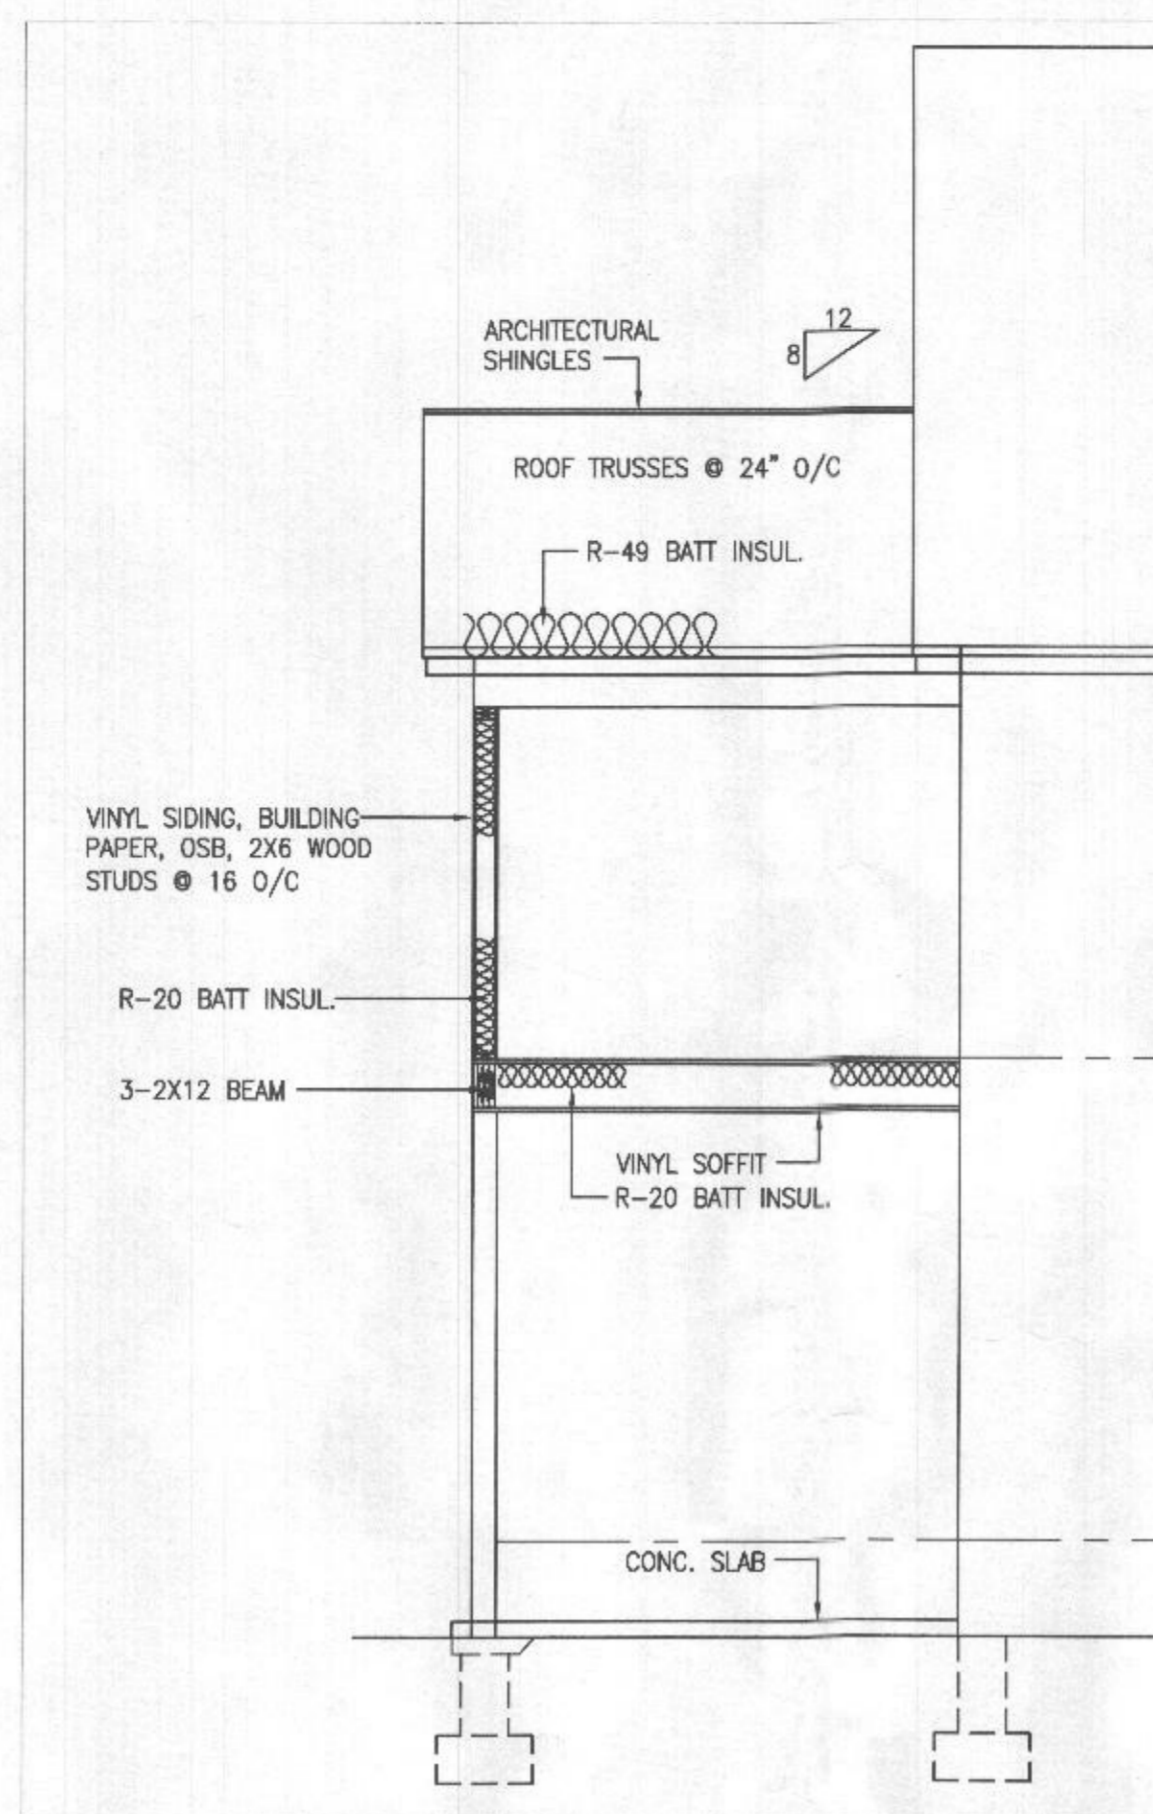 12
ARCHITECTURAL
SHINGLES
8
ROOF TRUSSES @ 24" O/C
R-49 BATT INSUL.
VINYL SIDING, BUILDING
PAPER, OSB, 2X6 WOOD
STUDS @ 16 O/C
R-20 BATT INSUL.
3-2X12 BEAM
VINYL SOFFIT
R-20 BATT INSUL.
CONC. SLAB